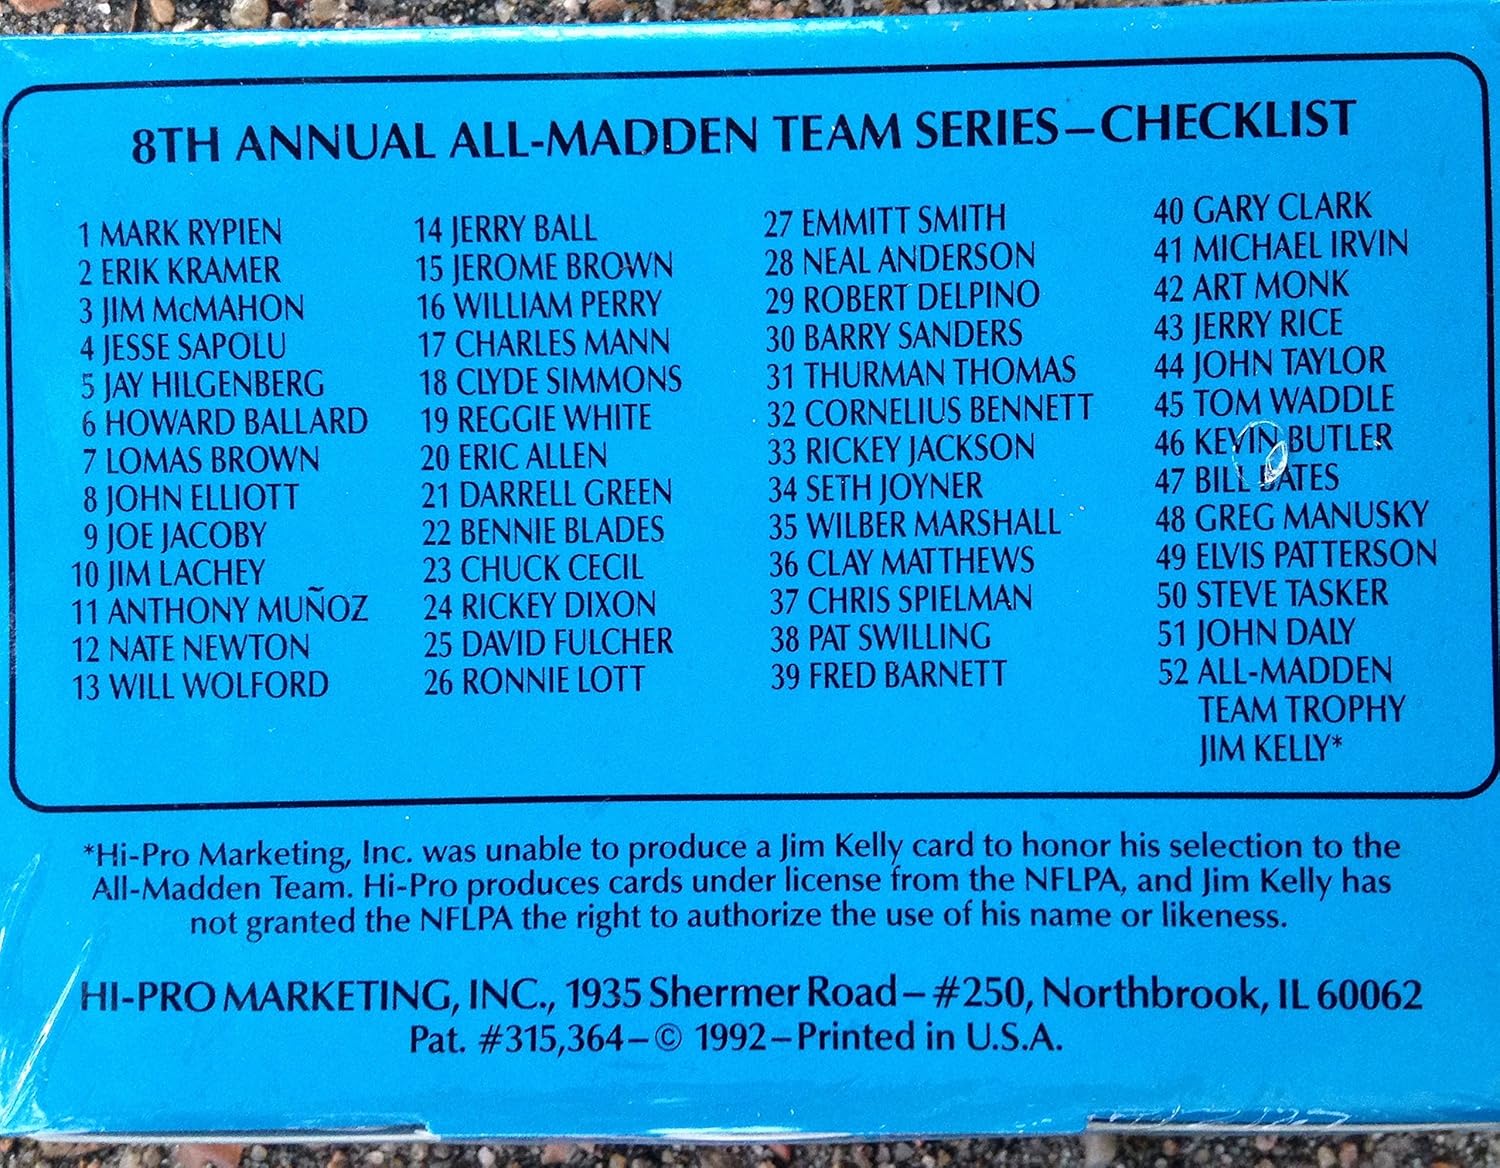 8TH ANNUAL ALL-MADDEN TEAM SERIES–CHECKLIST
1 MARK RYPIEN
2 ERIK KRAMER
3 JIM McMAHON
4 JESSE SAPOLU
5 JAY HILGENBERG
6 HOWARD BALLARD
7 LOMAS BROWN
8 JOHN ELLIOTT
9 JOE JACOBY
10 JIM LACHEY
11 ANTHONY MUÑOZ
12 NATE NEWTON
13 WILL WOLFORD
14 JERRY BALL
15 JEROME BROWN
16 WILLIAM PERRY
17 CHARLES MANN
18 CLYDE SIMMONS
19 REGGIE WHITE
20 ERIC ALLEN
21 DARRELL GREEN
22 BENNIE BLADES
23 CHUCK CECIL
24 RICKEY DIXON
25 DAVID FULCHER
26 RONNIE LOTT
27 EMMITT SMITH
28 NEAL ANDERSON
29 ROBERT DELPINO
30 BARRY SANDERS
31 THURMAN THOMAS
32 CORNELIUS BENNETT
33 RICKEY JACKSON
34 SETH JOYNER
35 WILBER MARSHALL
36 CLAY MATTHEWS
37 CHRIS SPIELMAN
38 PAT SWILLING
39 FRED BARNETT
40 GARY CLARK
41 MICHAEL IRVIN
42 ART MONK
43 JERRY RICE
44 JOHN TAYLOR
45 TOM WADDLE
46 KEVIN BUTLER
47 BILL BATES
48 GREG MANUSKY
49 ELVIS PATTERSON
50 STEVE TASKER
51 JOHN DALY
52 ALL-MADDEN
TEAM TROPHY
JIM KELLY*
*Hi-Pro Marketing, Inc. was unable to produce a Jim Kelly card to honor his selection to the
All-Madden Team. Hi-Pro produces cards under license from the NFLPA, and Jim Kelly has
not granted the NFLPA the right to authorize the use of his name or likeness.
HI-PRO MARKETING, INC., 1935 Shermer Road – #250, Northbrook, IL 60062
Pat. #315,364–© 1992–Printed in U.S.A.